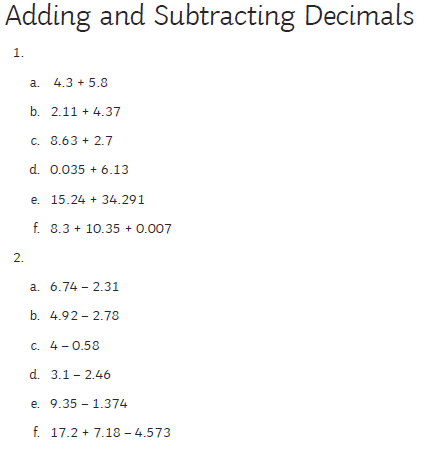 Adding and Subtracting Decimals
1.
a. 4.3 + 5.8
b. 2.11 + 4.37
c. 8.63 + 2.7
d. 0.035 + 6.13
e. 15.24 + 34.291
f. 8.3 + 10.35 + 0.007
2.
a. 6.74 – 2.31
b. 4.92 – 2.78
c. 4 – 0.58
d. 3.1 – 2.46
e. 9.35 – 1.374
f. 17.2 + 7.18 – 4.573